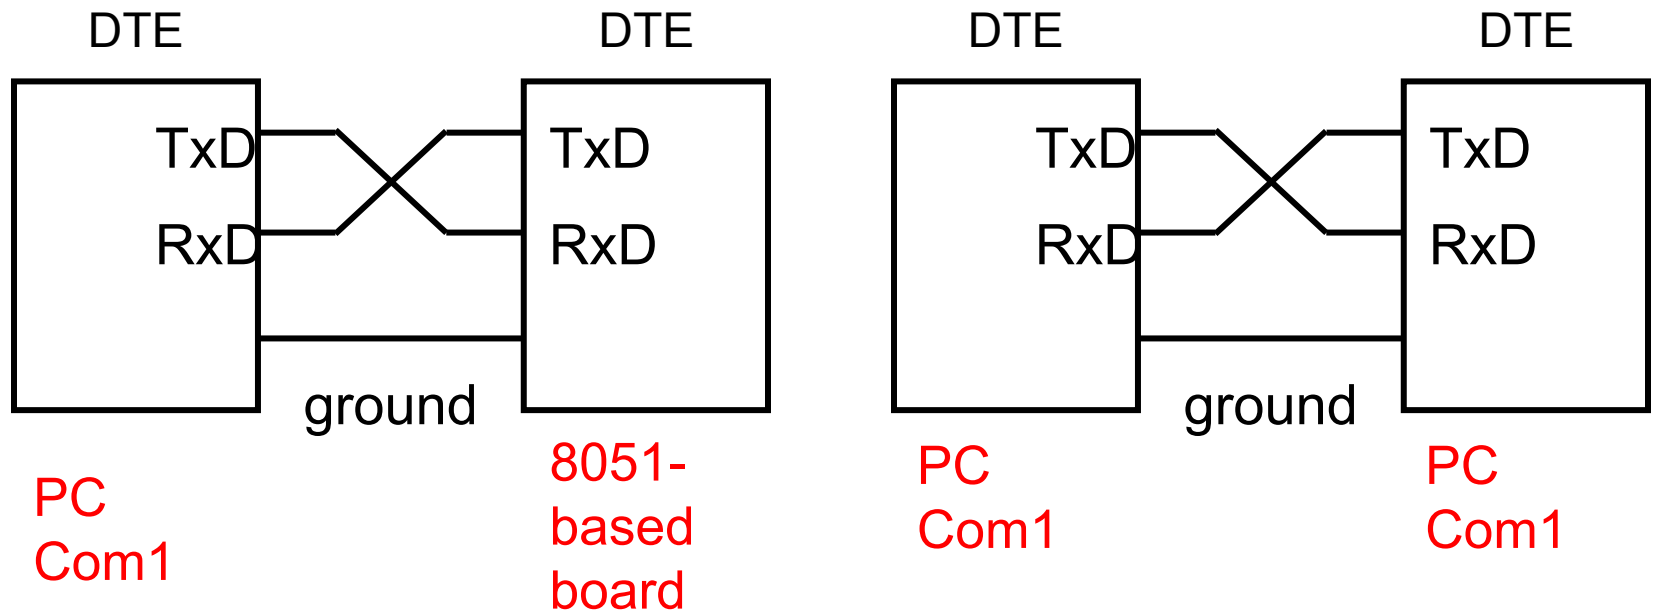 DTE
DTE
TxD
TxD
RxD
RxD
ground
PC
Com1
8051-
based
board
DTE
DTE
TxD
TxD
RxD
RxD
ground
PC
Com1
PC
Com1